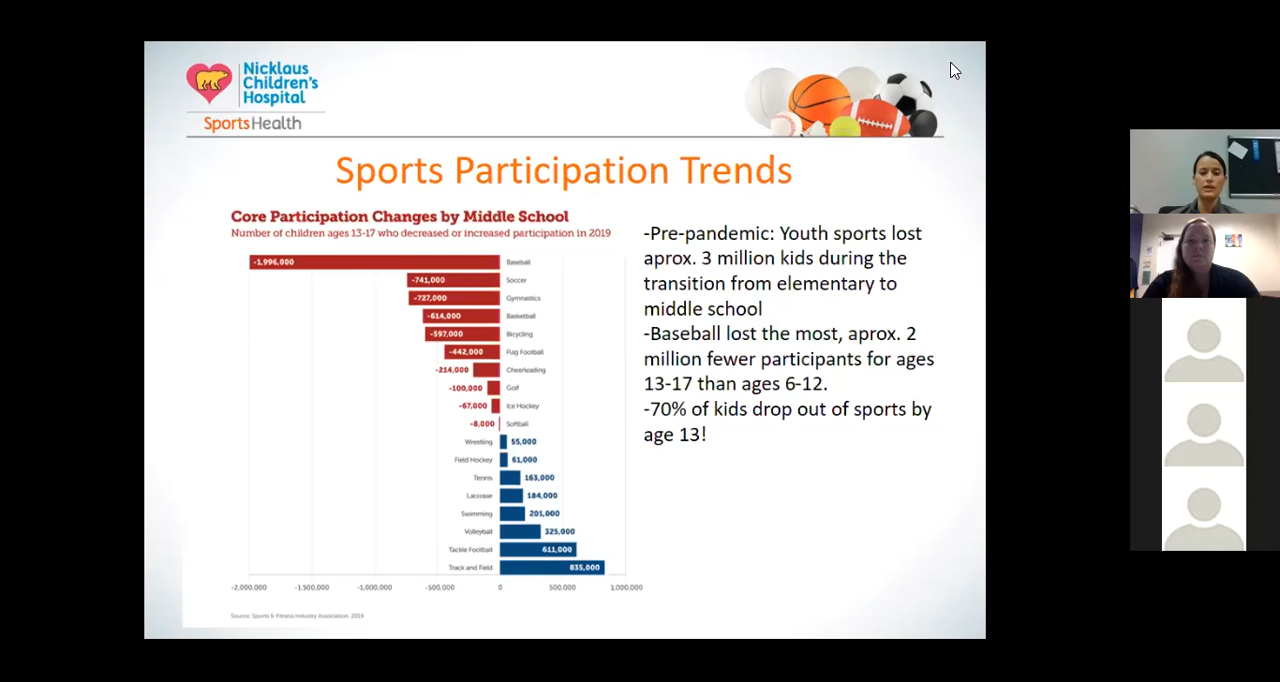 Nicklaus
Children's
Hospital
SportsHealth
Sports Participation Trends
Core Participation Changes by Middle School
Number of children ages 13-17 who decreased or increased participation in 2019
-1,996,000 Baseball
-741,000 Soccer
-727,000 Gymnastics
-614,000 Basketball
-597,000 Bicycling
-442,000 Flag Football
-214,000 Cheerleading
-100,000 Golf
-67,000 Ice Hockey
-8,000 Softball
Wrestling 55,000
Field Hockey 61,000
Tennis 163,000
Lacrosse 184,000
Swimming 201,000
Volleyball 325,000
Tackle Football 611,000
Track and Field 835,000
-2,000,000 -1,500,000 -1,000,000 -500,000 0 500,000 1,000,000
Source: Sports & Fitness Industry Association, 2019
-Pre-pandemic: Youth sports lost
aprox. 3 million kids during the
transition from elementary to
middle school
-Baseball lost the most, aprox. 2
million fewer participants for ages
13-17 than ages 6-12.
-70% of kids drop out of sports by
age 13!